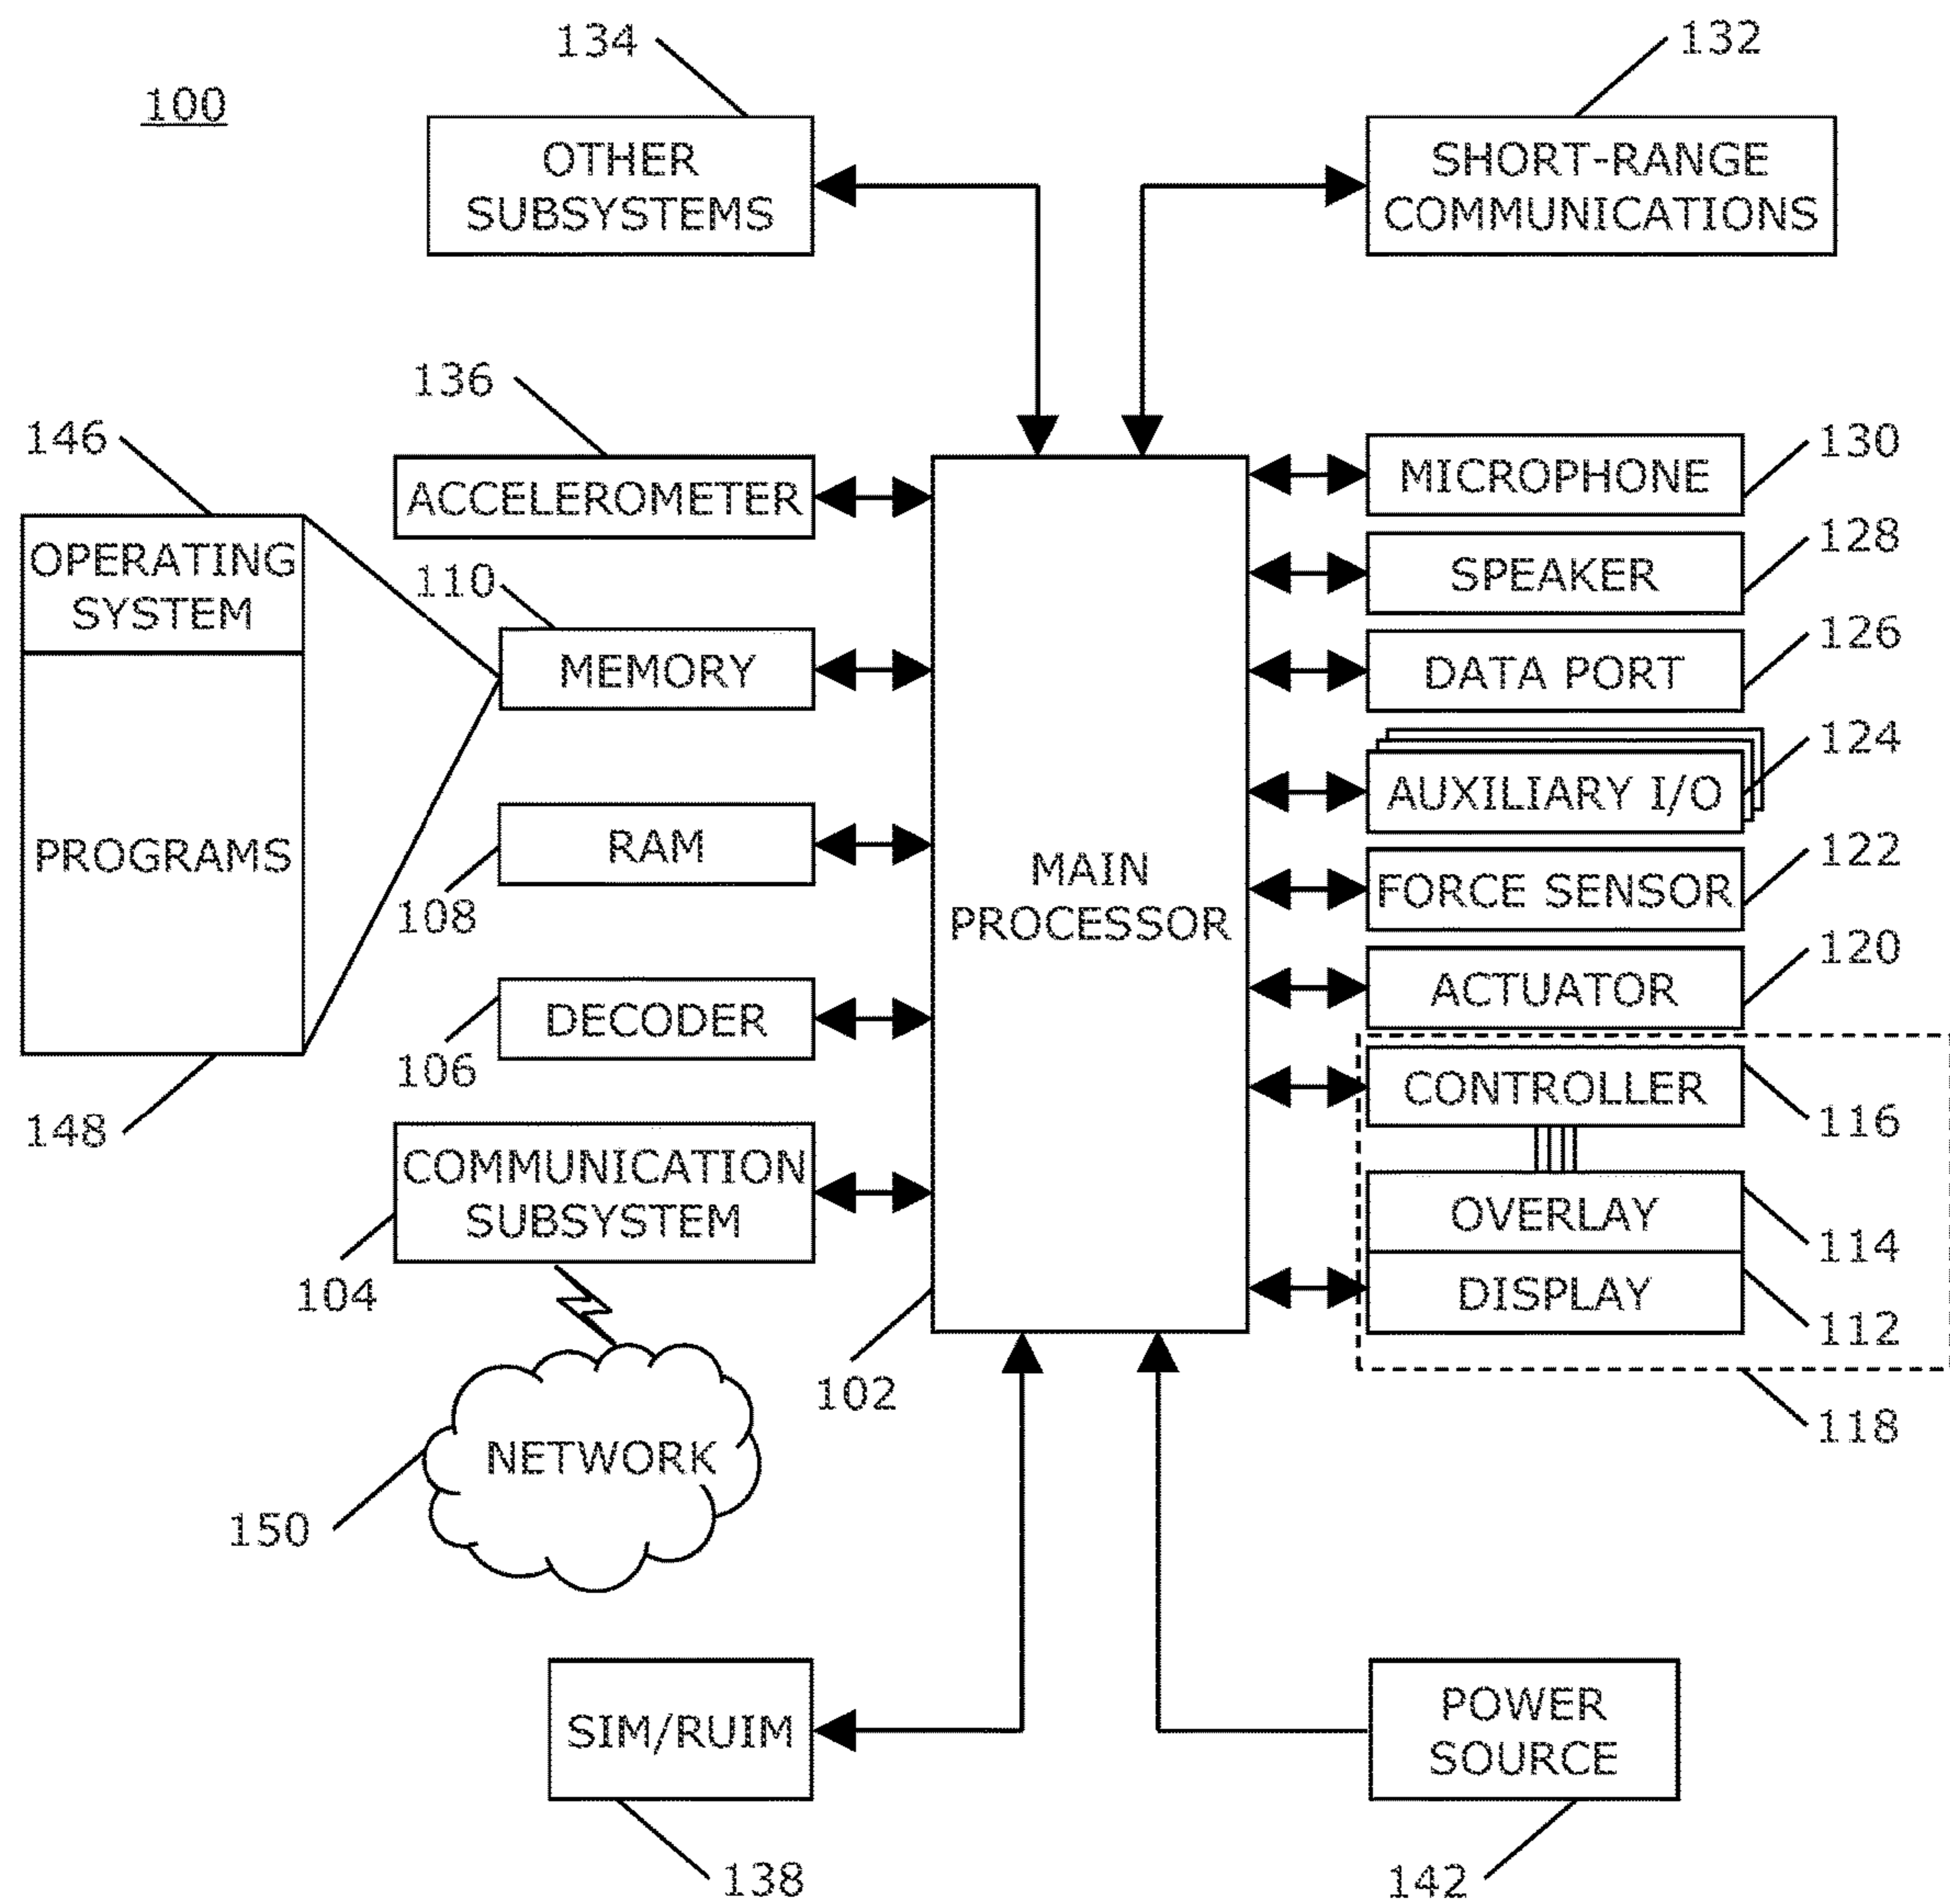 134
132
100
OTHER
SUBSYSTEMS
SHORT-RANGE
COMMUNICATIONS
136
146
130
ACCELEROMETER
MICROPHONE
OPERATING
SYSTEM
110
128
SPEAKER
MEMORY
126
DATA PORT
124
AUXILIARY I/O
PROGRAMS
RAM
108
MAIN
PROCESSOR
122
FORCE SENSOR
120
ACTUATOR
DECODER
106
CONTROLLER
116
148
COMMUNICATION
SUBSYSTEM
104
OVERLAY
114
DISPLAY
112
102
118
NETWORK
150
SIM/RUIM
138
POWER
SOURCE
142